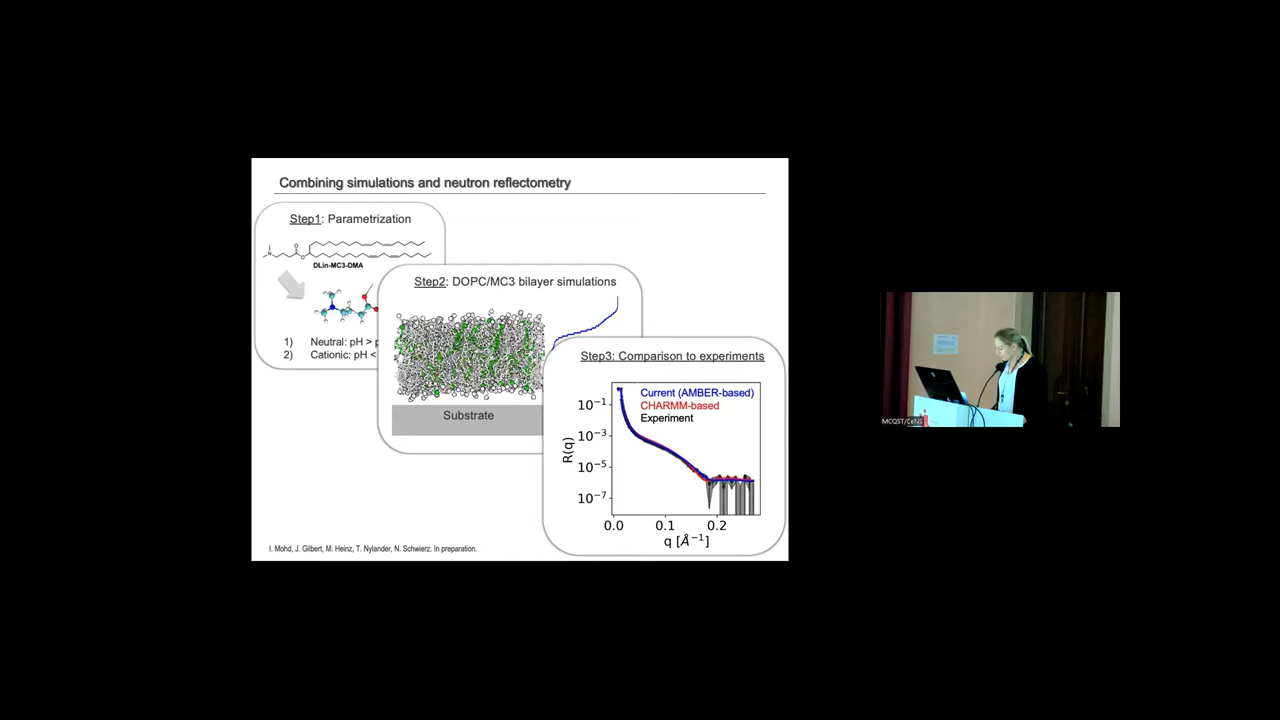 Combining simulations and neutron reflectometry
Step1: Parametrization
N
O
O
DLin-MC3-DMA
1) Neutral: pH > p
2) Cationic: pH <
Step2: DOPC/MC3 bilayer simulations
Substrate
Step3: Comparison to experiments
Current (AMBER-based)
CHARMM-based
Experiment
10⁻¹
10⁻³
10⁻⁵
10⁻⁷
R(q)
0.0 0.1 0.2
q [Å⁻¹]
I. Mohd, J. Gilbert, M. Heinz, T. Nylander, N. Schwierz. In preparation.
MCQST/CeNS